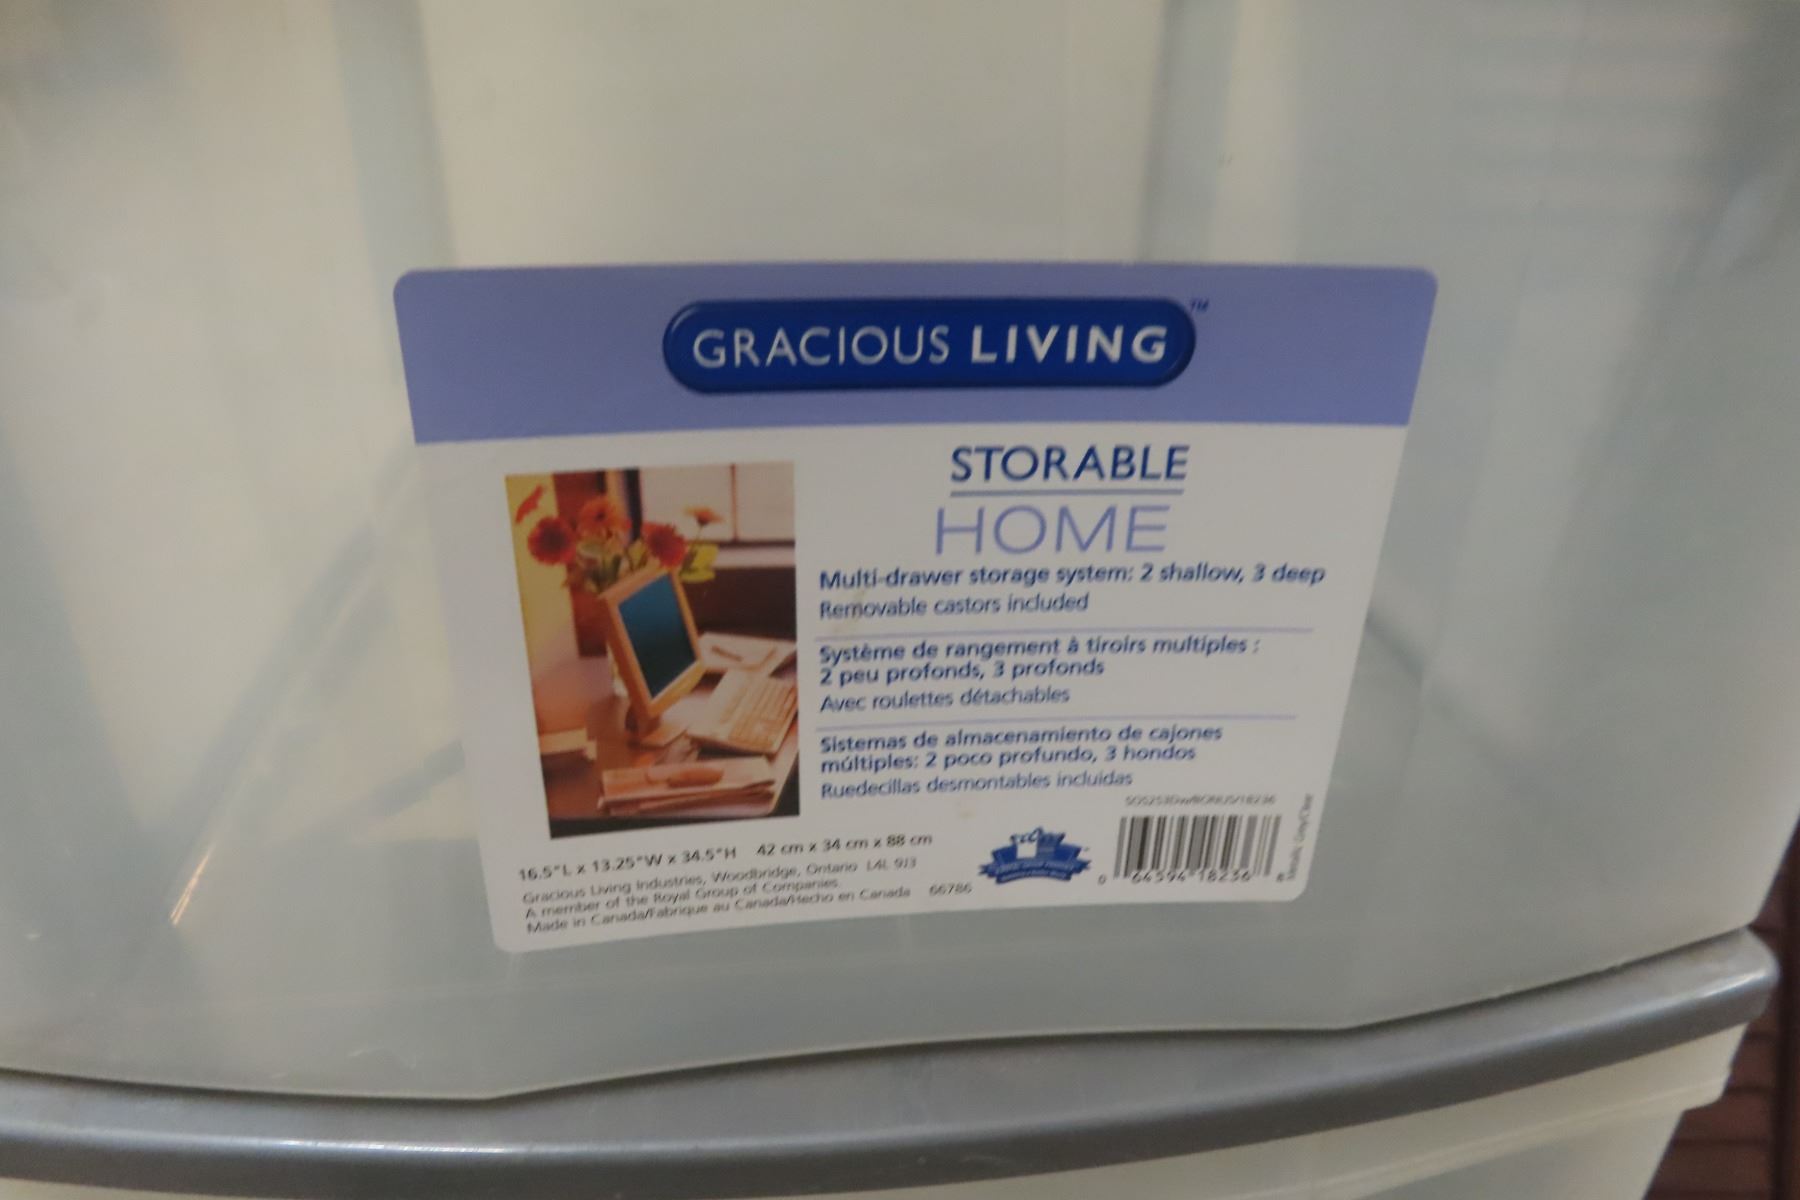 GRACIOUS LIVING™
STORABLE
HOME
Multi-drawer storage system: 2 shallow, 3 deep
Removable castors included
Système de rangement à tiroirs multiples :
2 peu profonds, 3 profonds
Avec roulettes détachables
Sistemas de almacenamiento de cajones
múltiples: 2 poco profundo, 3 hondos
Ruedecillas desmontables incluidas
16.5"L x 13.25"W x 34.5"H 42 cm x 34 cm x 88 cm
Gracious Living Industries, Woodbridge, Ontario L4L 9J3
A member of the Royal Group of Companies.
Made in Canada/Fabrique au Canada/Hecho en Canada 66786
0 64594 18236 8